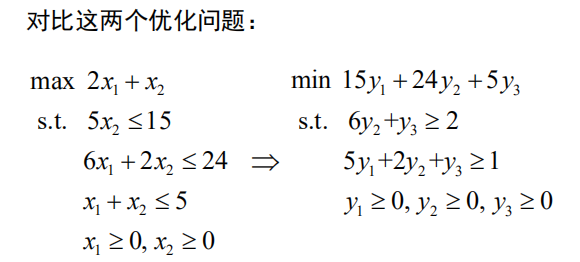 对比这两个优化问题：
max 2x₁ + x₂ min 15y₁ + 24y₂ + 5y₃
s.t. 5x₂ ≤ 15 s.t. 6y₂+y₃ ≥ 2
6x₁ + 2x₂ ≤ 24 ⇒ 5y₁+2y₂+y₃ ≥ 1
x₁ + x₂ ≤ 5 y₁ ≥ 0, y₂ ≥ 0, y₃ ≥ 0
x₁ ≥ 0, x₂ ≥ 0